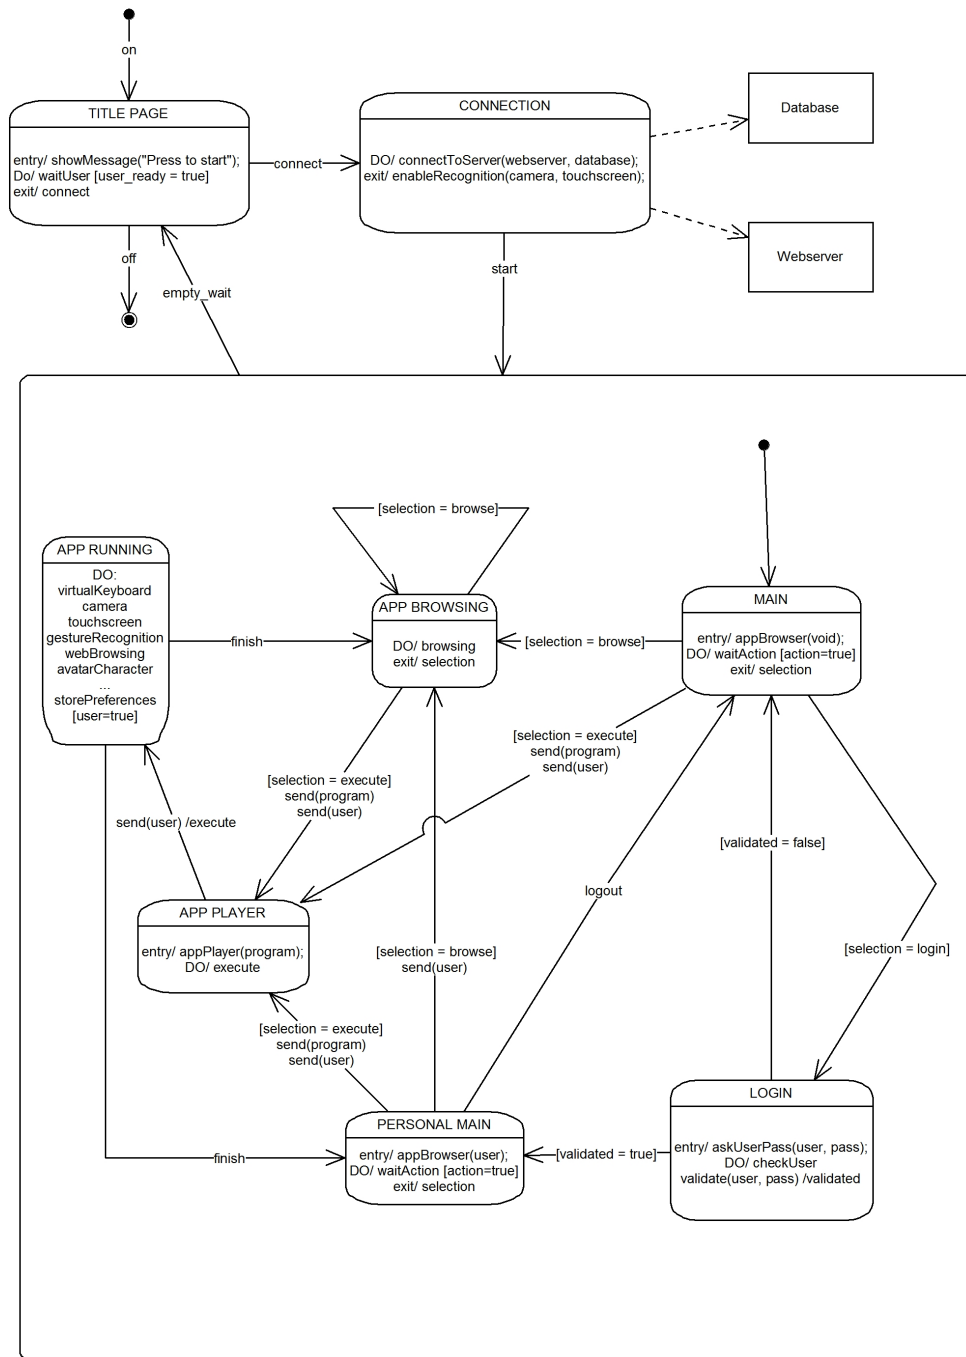 on
TITLE PAGE
entry/ showMessage("Press to start");
Do/ waitUser [user_ready = true]
exit/ connect
connect
CONNECTION
DO/ connectToServer(webserver, database);
exit/ enableRecognition(camera, touchscreen);
Database
Webserver
off
start
empty_wait
[selection = browse]
APP RUNNING
DO:
virtualKeyboard
camera
touchscreen
gestureRecognition
webBrowsing
avatarCharacter
...
storePreferences
[user=true]
finish
APP BROWSING
DO/ browsing
exit/ selection
[selection = browse]
MAIN
entry/ appBrowser(void);
DO/ waitAction [action=true]
exit/ selection
[selection = execute]
send(program)
send(user)
[selection = execute]
send(program)
send(user)
send(user) /execute
[validated = false]
logout
APP PLAYER
entry/ appPlayer(program);
DO/ execute
[selection = browse]
send(user)
[selection = login]
[selection = execute]
send(program)
send(user)
finish
PERSONAL MAIN
entry/ appBrowser(user);
DO/ waitAction [action=true]
exit/ selection
[validated = true]
LOGIN
entry/ askUserPass(user, pass);
DO/ checkUser
validate(user, pass) /validated